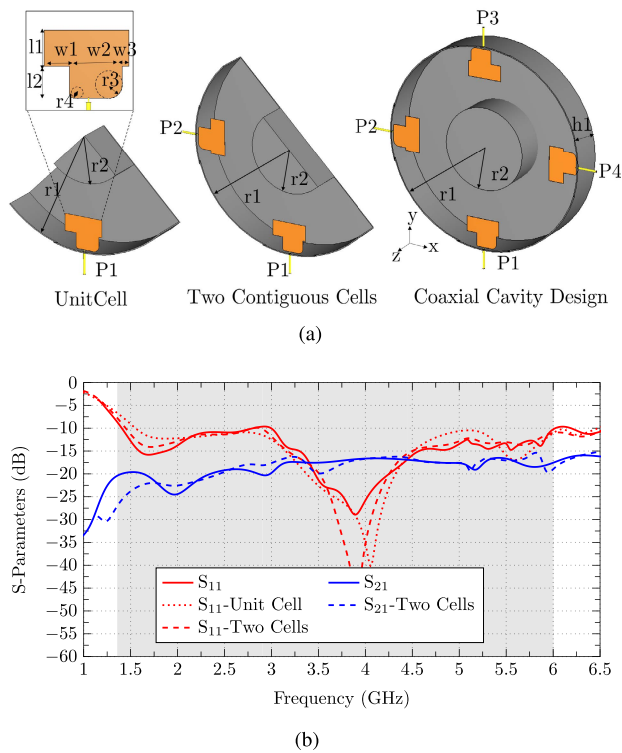 P3
l1
w1 w2 w3
l2
r3
r4
P2
P2
h1
r1
r2
r1
r2
r1
r2
P4
y
x
z
P1
P1
P1
UnitCell
Two Contiguous Cells
Coaxial Cavity Design
(a)
0
−5
−10
−15
−20
−25
−30
−35
−40
−45
−50
−55
−60
S-Parameters (dB)
S₁₁
S₁₁-Unit Cell
S₁₁-Two Cells
S₂₁
S₂₁-Two Cells
1 1.5 2 2.5 3 3.5 4 4.5 5 5.5 6 6.5
Frequency (GHz)
(b)